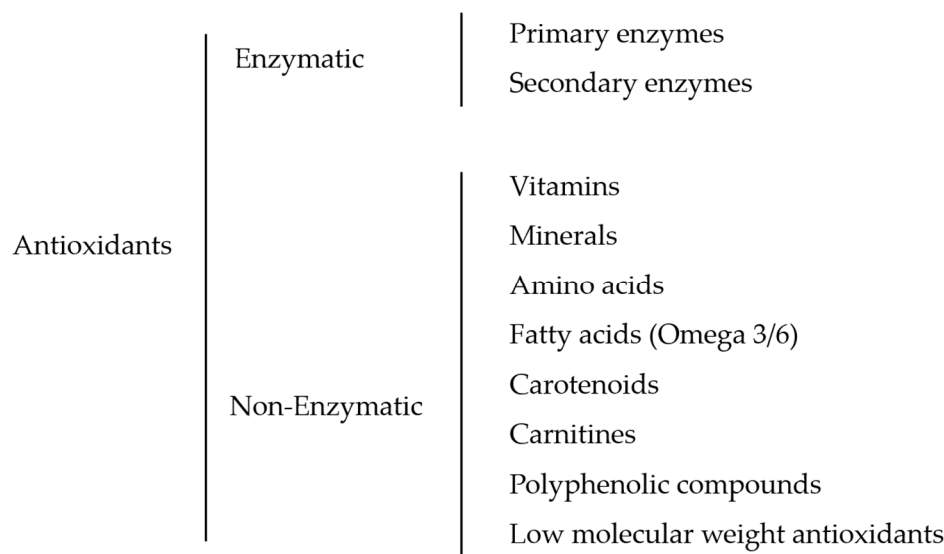 Antioxidants
Enzymatic
Primary enzymes
Secondary enzymes
Non-Enzymatic
Vitamins
Minerals
Amino acids
Fatty acids (Omega 3/6)
Carotenoids
Carnitines
Polyphenolic compounds
Low molecular weight antioxidants